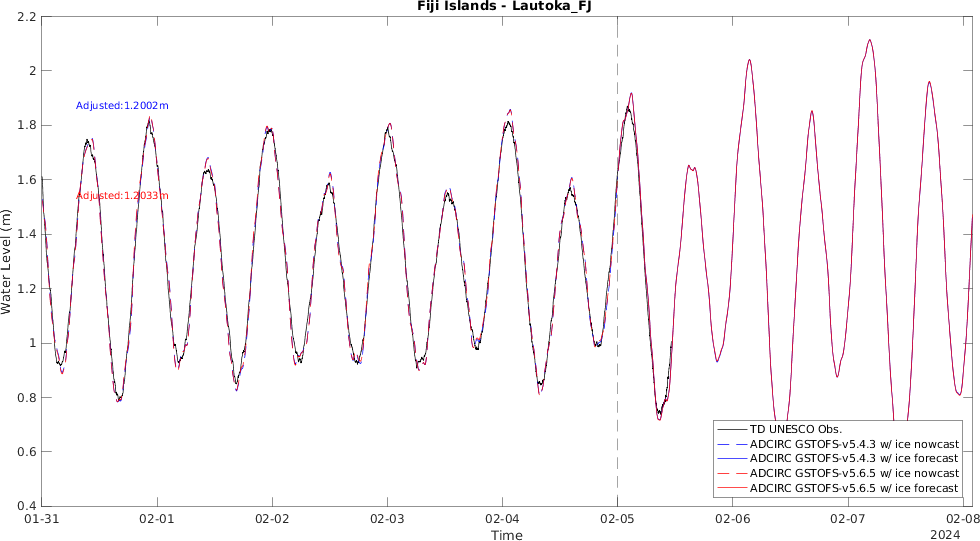 Fiji Islands - Lautoka_FJ
2.2
2
1.8
1.6
1.4
1.2
1
0.8
0.6
0.4
Water Level (m)
Adjusted:1.2002m
Adjusted:1.2033m
TD UNESCO Obs.
ADCIRC GSTOFS-v5.4.3 w/ ice nowcast
ADCIRC GSTOFS-v5.4.3 w/ ice forecast
ADCIRC GSTOFS-v5.6.5 w/ ice nowcast
ADCIRC GSTOFS-v5.6.5 w/ ice forecast
01-31 02-01 02-02 02-03 02-04 02-05 02-06 02-07 02-08
Time
2024